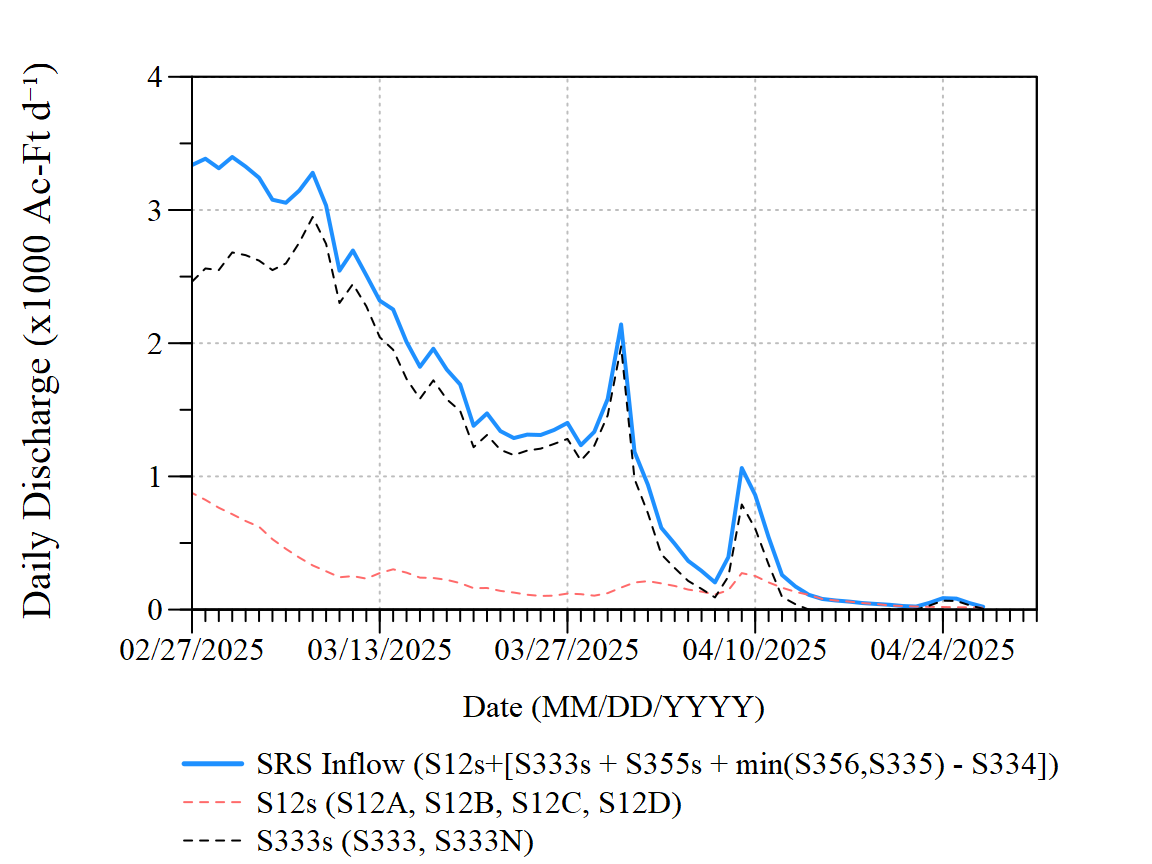 Daily Discharge (x1000 Ac-Ft d⁻¹)
4
3
2
1
0
02/27/2025 03/13/2025 03/27/2025 04/10/2025 04/24/2025
Date (MM/DD/YYYY)
SRS Inflow (S12s+[S333s + S355s + min(S356,S335) - S334])
S12s (S12A, S12B, S12C, S12D)
S333s (S333, S333N)